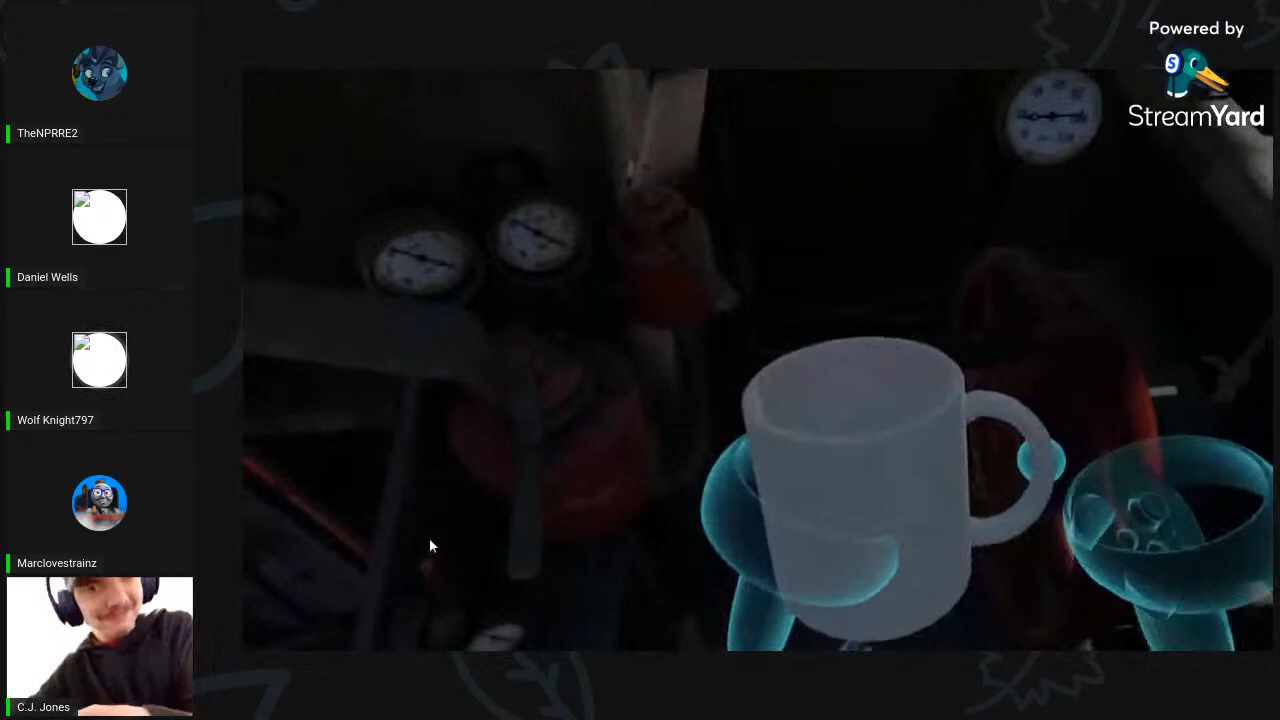 Powered by
StreamYard
TheNPRRE2
Daniel Wells
Wolf Knight797
Marclovestrainz
C.J. Jones